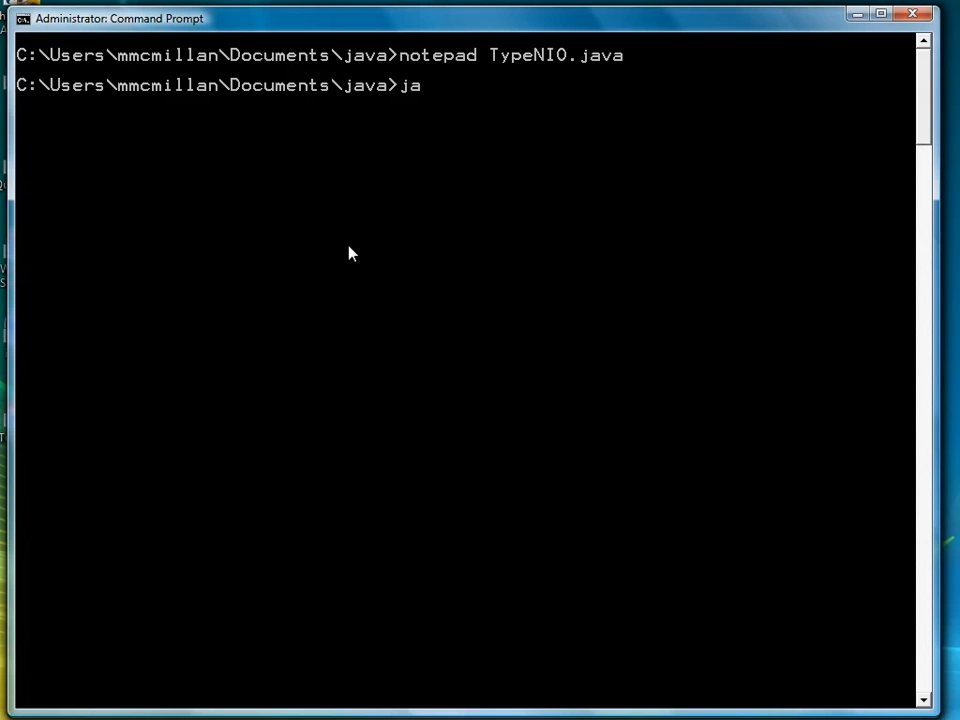 Administrator: Command Prompt
C:\Users\mmcmillan\Documents\java>notepad TypeNIO.java
C:\Users\mmcmillan\Documents\java>ja